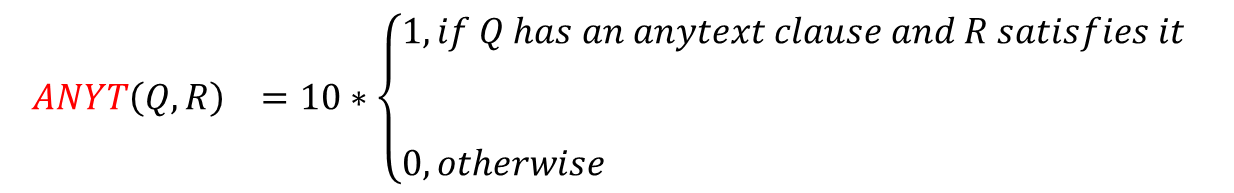 1, if Q has an anytext clause and R satisfies it
ANYT(Q, R) = 10 * {
0, otherwise